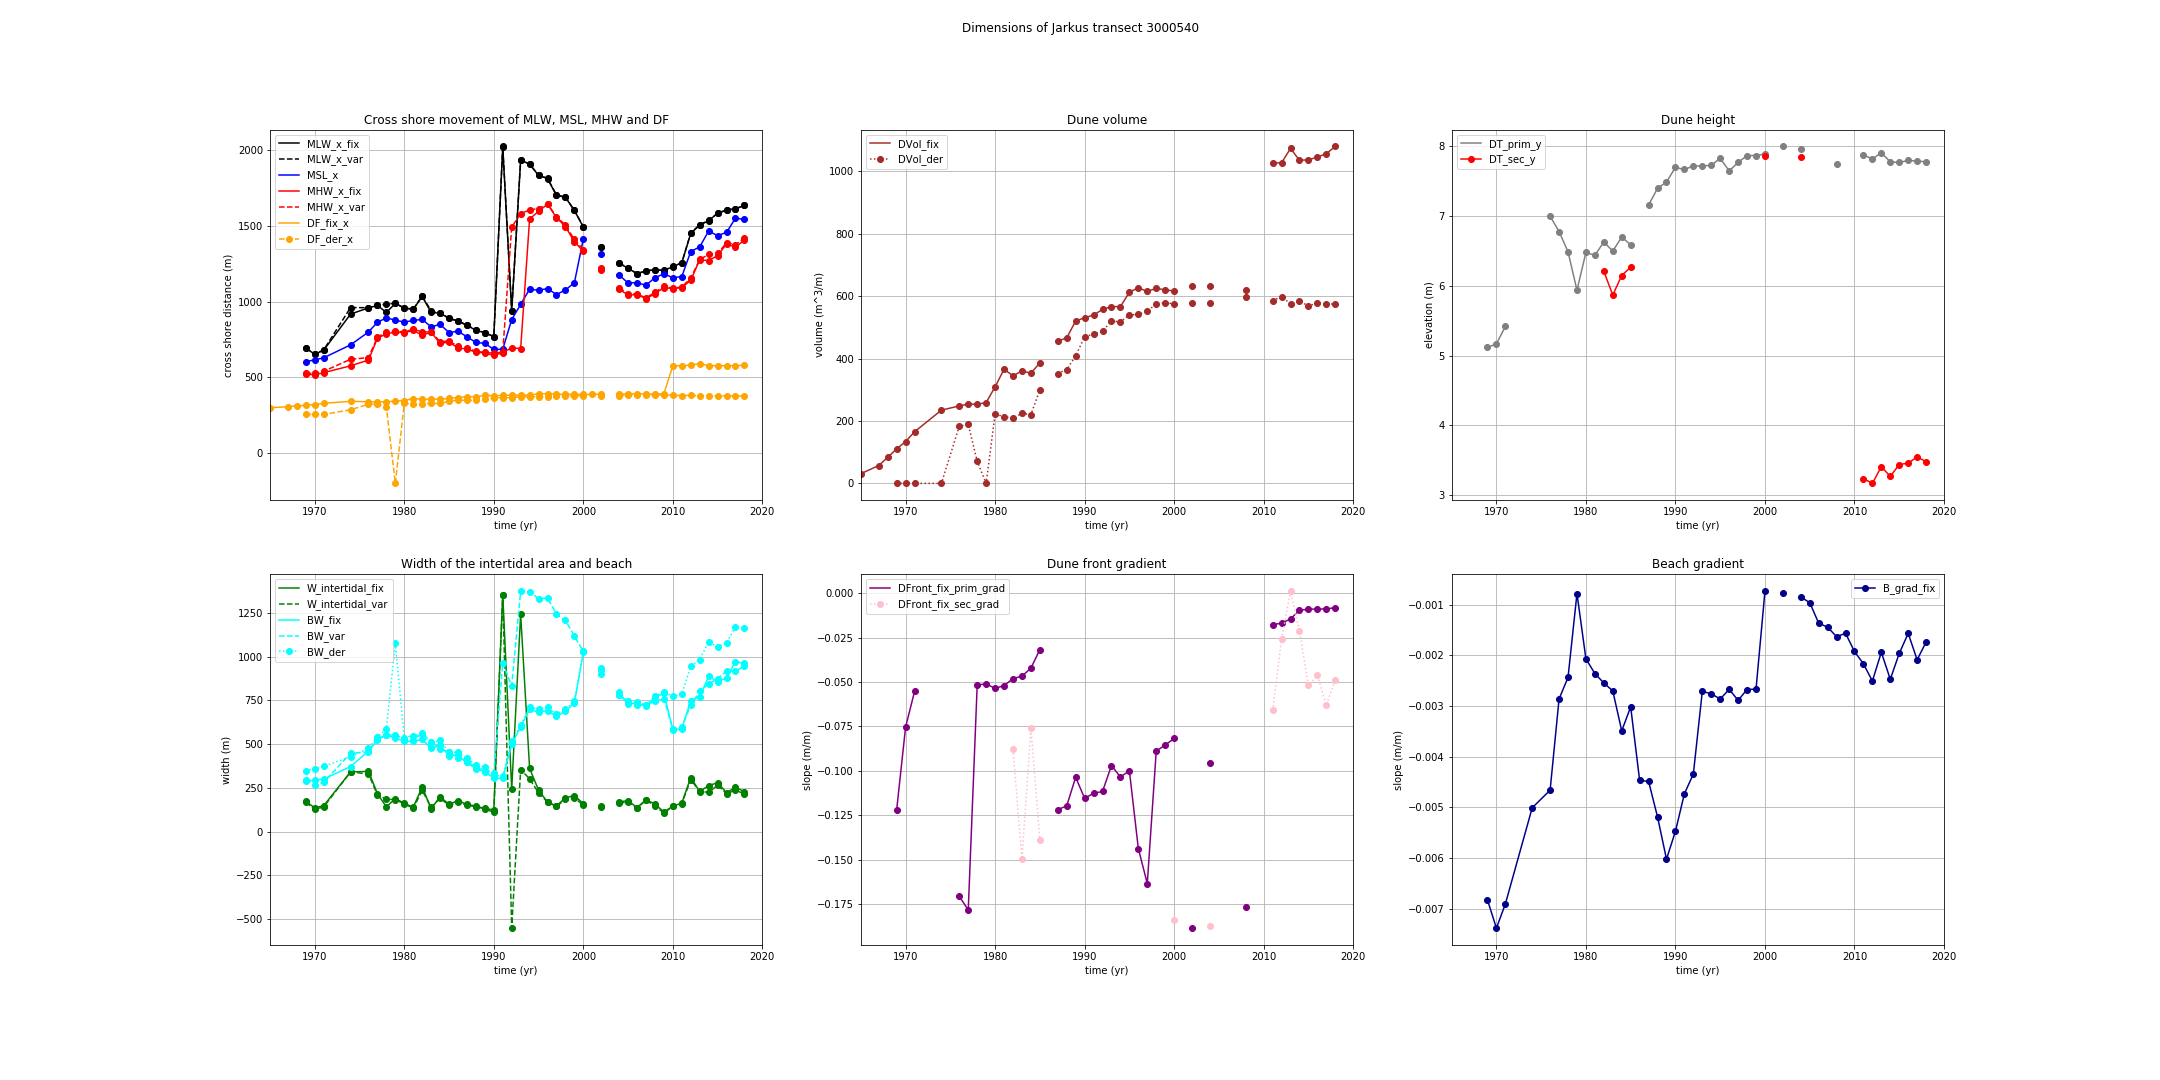 Dimensions of Jarkus transect 3000540
Cross shore movement of MLW, MSL, MHW and DF
MLW_x_fix
MLW_x_var
MSL_x
MHW_x_fix
MHW_x_var
DF_fix_x
DF_der_x
cross shore distance (m)
2000
1500
1000
500
0
1970 1980 1990 2000 2010 2020
time (yr)
Dune volume
DVol_fix
DVol_der
volume (m^3/m)
1000
800
600
400
200
0
1970 1980 1990 2000 2010 2020
time (yr)
Dune height
DT_prim_y
DT_sec_y
elevation (m)
8
7
6
5
4
3
1970 1980 1990 2000 2010 2020
time (yr)
Width of the intertidal area and beach
W_intertidal_fix
W_intertidal_var
BW_fix
BW_var
BW_der
width (m)
1250
1000
750
500
250
0
−250
−500
1970 1980 1990 2000 2010 2020
time (yr)
Dune front gradient
DFront_fix_prim_grad
DFront_fix_sec_grad
slope (m/m)
0.000
−0.025
−0.050
−0.075
−0.100
−0.125
−0.150
−0.175
1970 1980 1990 2000 2010 2020
time (yr)
Beach gradient
B_grad_fix
slope (m/m)
−0.001
−0.002
−0.003
−0.004
−0.005
−0.006
−0.007
1970 1980 1990 2000 2010 2020
time (yr)